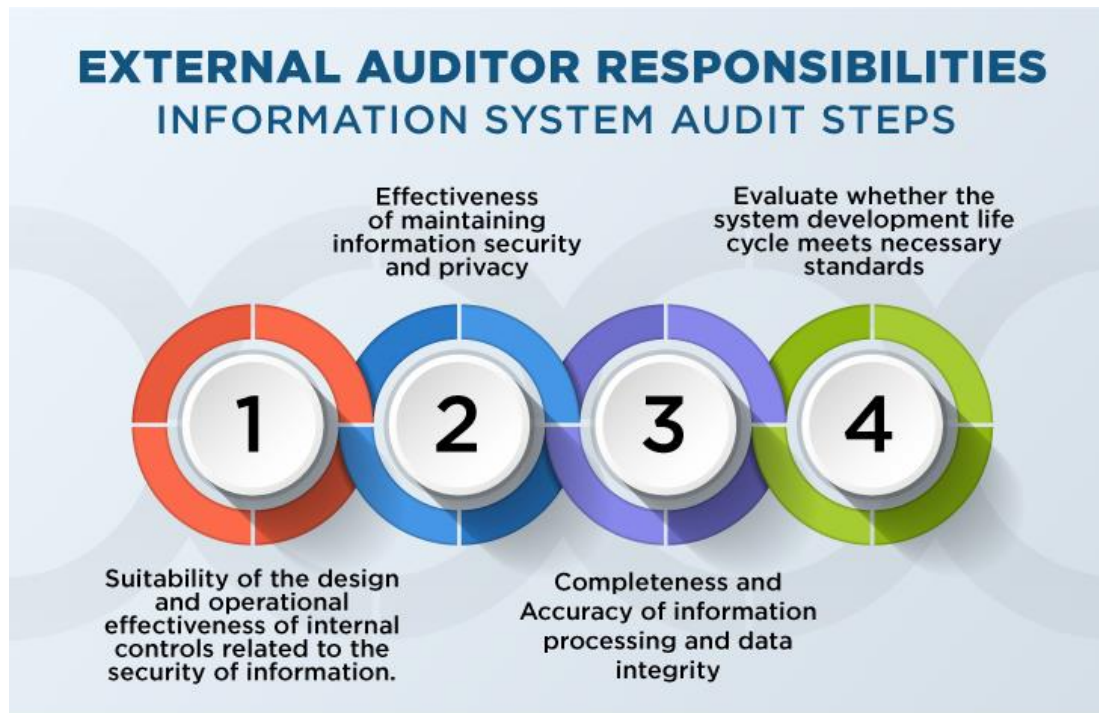 EXTERNAL AUDITOR RESPONSIBILITIES
INFORMATION SYSTEM AUDIT STEPS
1
Suitability of the design
and operational
effectiveness of internal
controls related to the
security of information.
2
Effectiveness
of maintaining
information security
and privacy
3
Completeness and
Accuracy of information
processing and data
integrity
4
Evaluate whether the
system development life
cycle meets necessary
standards